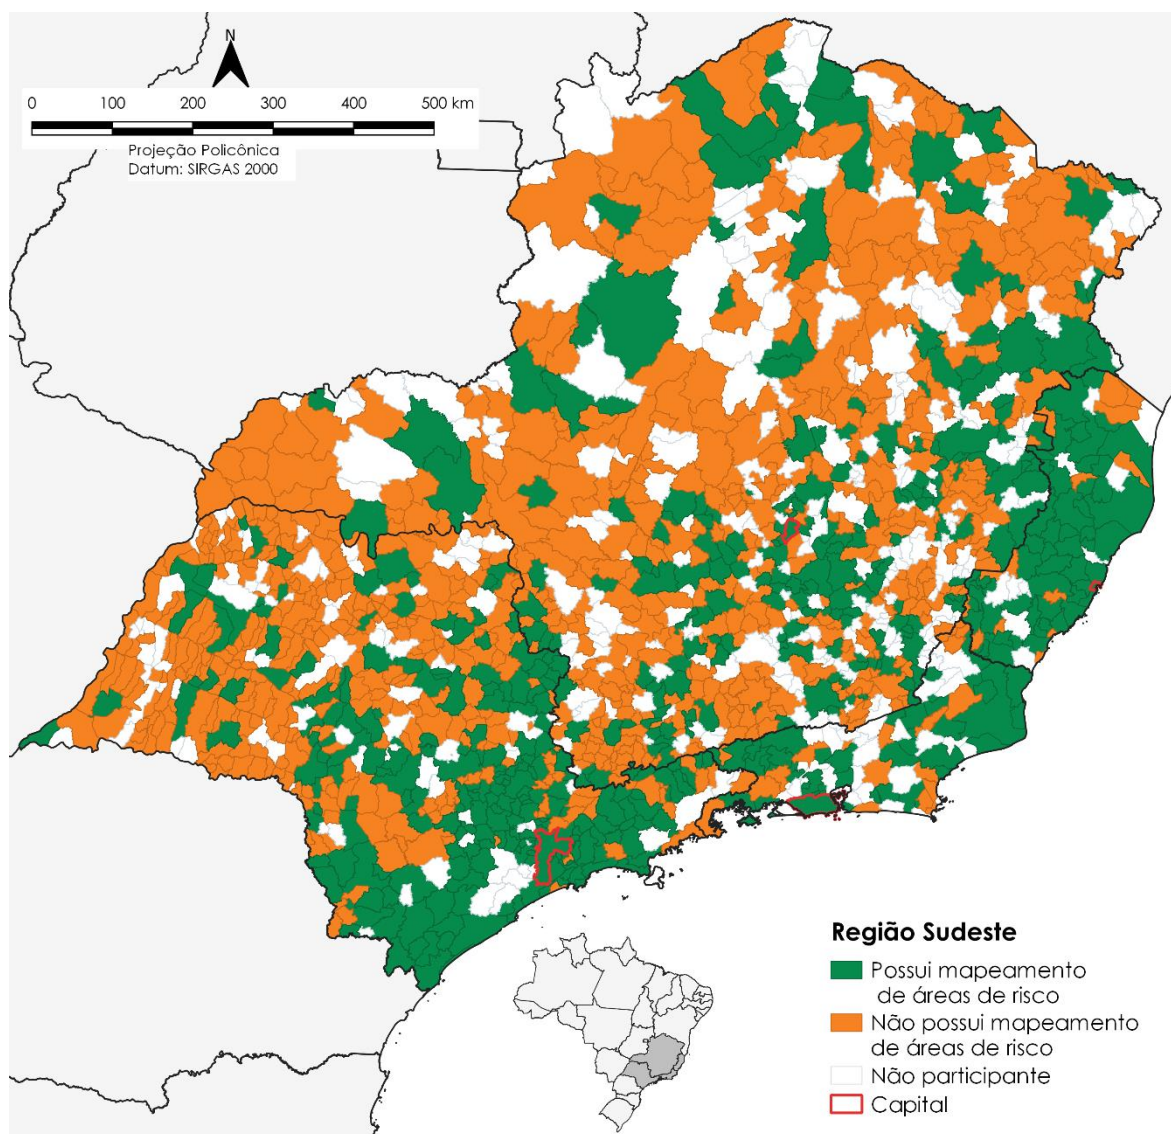 N
0 100 200 300 400 500 km
Projeção Policônica
Datum: SIRGAS 2000
Região Sudeste
Possui mapeamento
de áreas de risco
Não possui mapeamento
de áreas de risco
Não participante
Capital